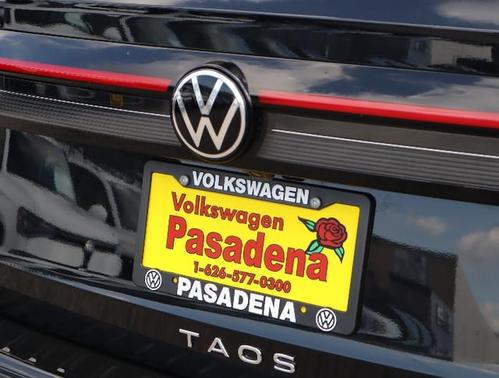 VOLKSWAGEN
Volkswagen
Pasadena
1-626-577-0300
PASADENA
TAOS